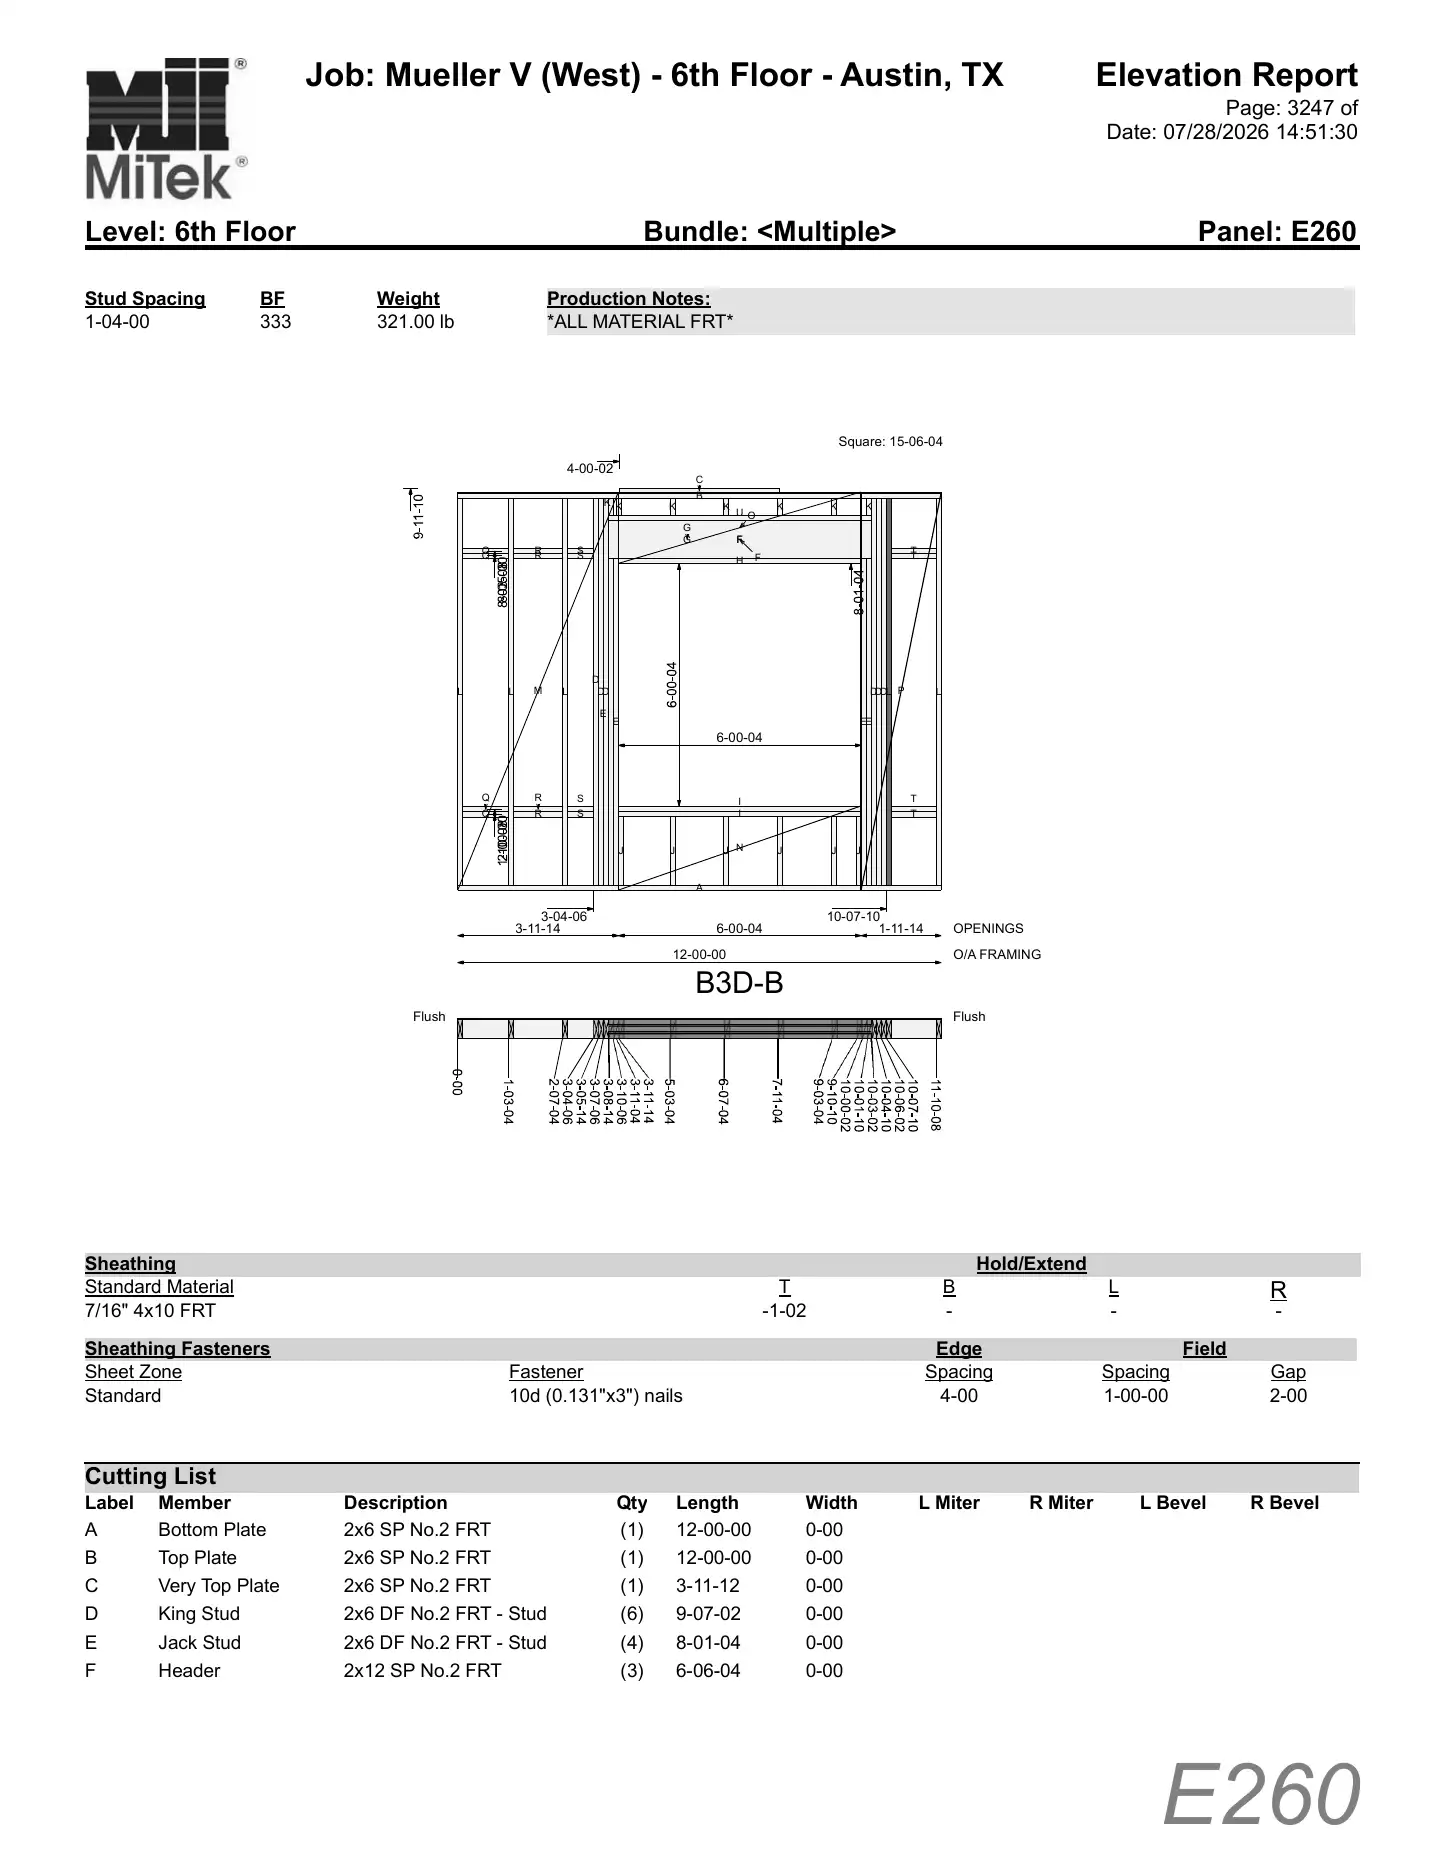 Job: Mueller V (West) - 6th Floor - Austin, TX
Elevation Report
Page: 3247 of
Date: 07/28/2026 14:51:30
MiTek
Level: 6th Floor Bundle: <Multiple> Panel: E260
Stud Spacing BF Weight Production Notes:
1-04-00 333 321.00 lb *ALL MATERIAL FRT*
Square: 15-06-04
4-00-02
C
B
9-11-10
K K K K K K K
U O
G
G F
H F
Q R S T
Q R S T
8-01-04
6-00-04
D
L L M L D D D D D L P L
E
E E E
6-00-04
Q R S I T
Q R S I T
J J J N J J J
A
3-04-06 10-07-10
3-11-14 6-00-04 1-11-14 OPENINGS
12-00-00 O/A FRAMING
B3D-B
Flush Flush
0-00
1-03-04
2-07-04
3-04-06
3-05-14
3-07-06
3-08-14
3-10-06
3-11-04
3-11-14
5-03-04
6-07-04
7-11-04
9-03-04
9-10-10
10-00-02
10-01-10
10-03-02
10-04-10
10-06-02
10-07-10
11-10-08
Sheathing Hold/Extend
Standard Material T B L R
7/16" 4x10 FRT -1-02 - - -
Sheathing Fasteners Edge Field
Sheet Zone Fastener Spacing Spacing Gap
Standard 10d (0.131"x3") nails 4-00 1-00-00 2-00
Cutting List
Label Member Description Qty Length Width L Miter R Miter L Bevel R Bevel
A Bottom Plate 2x6 SP No.2 FRT (1) 12-00-00 0-00
B Top Plate 2x6 SP No.2 FRT (1) 12-00-00 0-00
C Very Top Plate 2x6 SP No.2 FRT (1) 3-11-12 0-00
D King Stud 2x6 DF No.2 FRT - Stud (6) 9-07-02 0-00
E Jack Stud 2x6 DF No.2 FRT - Stud (4) 8-01-04 0-00
F Header 2x12 SP No.2 FRT (3) 6-06-04 0-00
E260